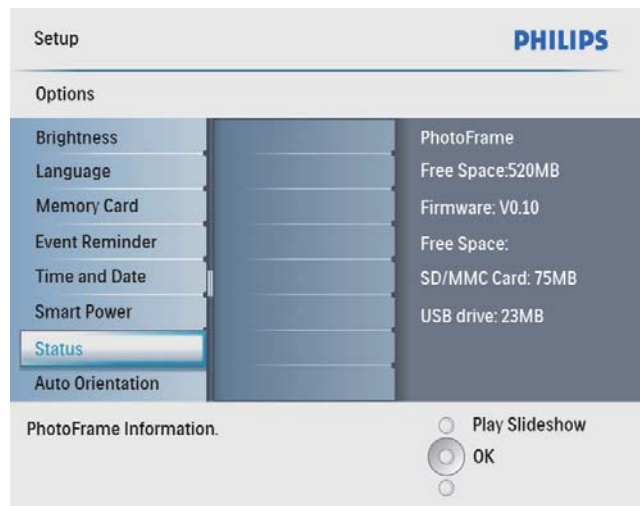 Setup
PHILIPS
Options
Brightness
Language
Memory Card
Event Reminder
Time and Date
Smart Power
Status
Auto Orientation
PhotoFrame
Free Space:520MB
Firmware: V0.10
Free Space:
SD/MMC Card: 75MB
USB drive: 23MB
PhotoFrame Information.
Play Slideshow
OK